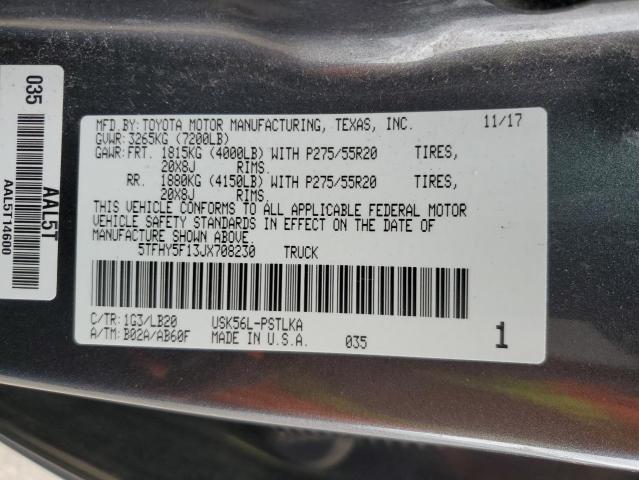 035
AAL5T
AAL5T14600
MFD.BY:TOYOTA MOTOR MANUFACTURING, TEXAS, INC. 11/17
GVWR:3265KG (7200LB)
GAWR:FRT. 1815KG (4000LB) WITH P275/55R20 TIRES,
20X8J RIMS.
RR. 1880KG (4150LB) WITH P275/55R20 TIRES,
20X8J RIMS.
THIS VEHICLE CONFORMS TO ALL APPLICABLE FEDERAL MOTOR
VEHICLE SAFETY STANDARDS IN EFFECT ON THE DATE OF
MANUFACTURE SHOWN ABOVE.
5TFHY5F13JX708230 TRUCK
C/TR:1G3/LB20 USK56L-PSTLKA
A/TM:B02A/AB60F MADE IN U.S.A. 035 1